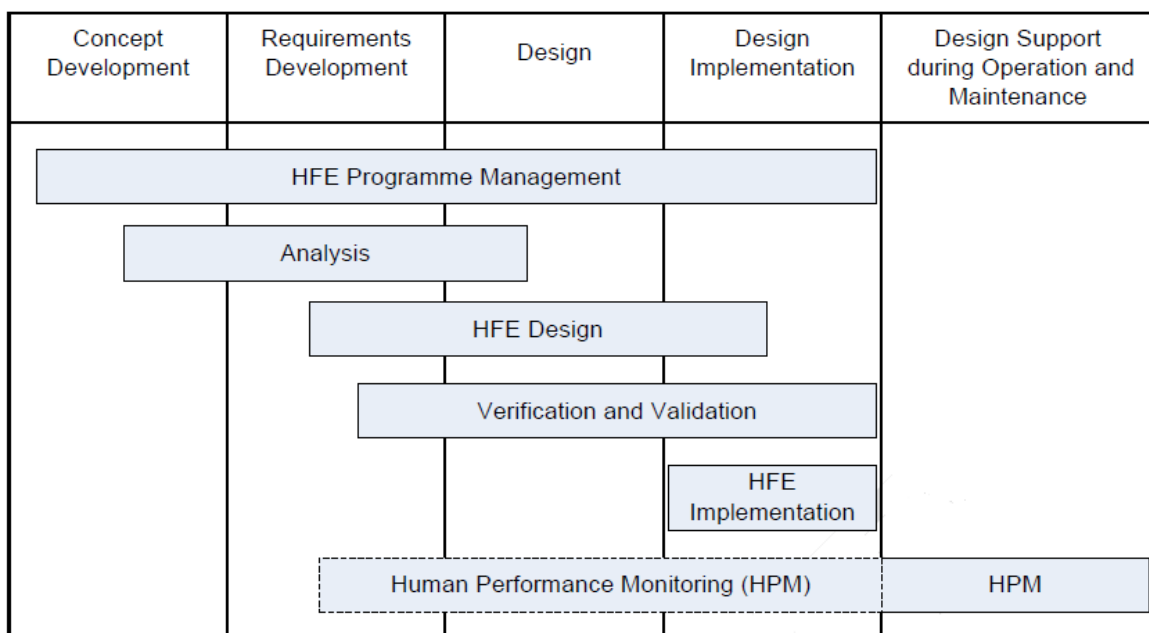 Concept
Development
Requirements
Development
Design
Design
Implementation
Design Support
during Operation and
Maintenance
HFE Programme Management
Analysis
HFE Design
Verification and Validation
HFE
Implementation
Human Performance Monitoring (HPM)
HPM